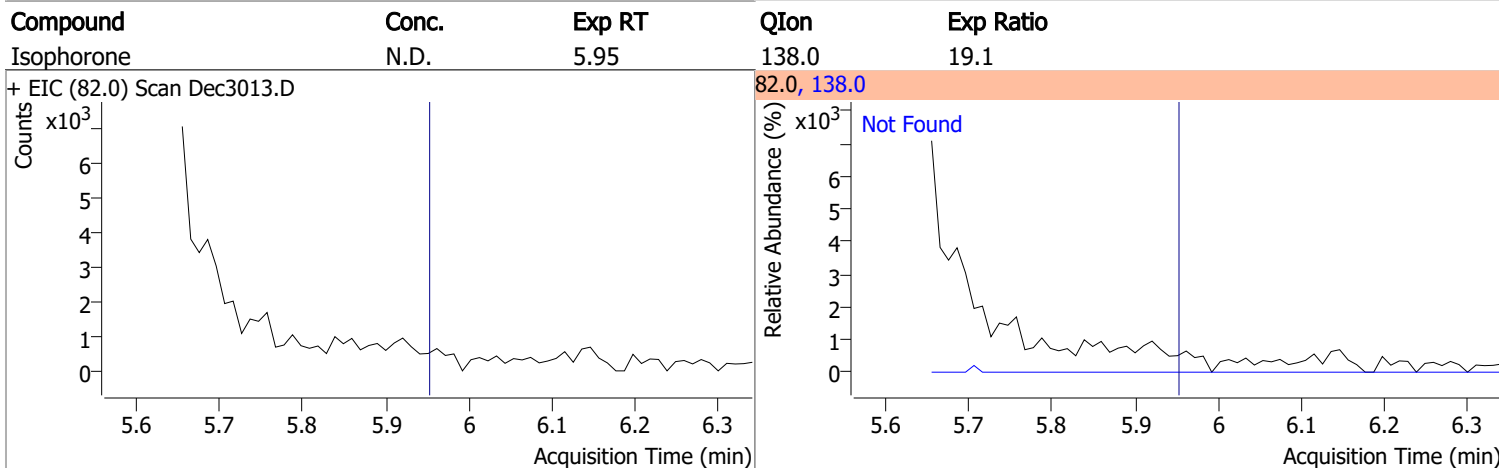 Compound Conc. Exp RT QIon Exp Ratio
Isophorone N.D. 5.95 138.0 19.1
+ EIC (82.0) Scan Dec3013.D
82.0, 138.0
Counts
x10³
6
5
4
3
2
1
0
5.6 5.7 5.8 5.9 6 6.1 6.2 6.3
Acquisition Time (min)
Relative Abundance (%)
x10³
Not Found
6
5
4
3
2
1
0
5.6 5.7 5.8 5.9 6 6.1 6.2 6.3
Acquisition Time (min)